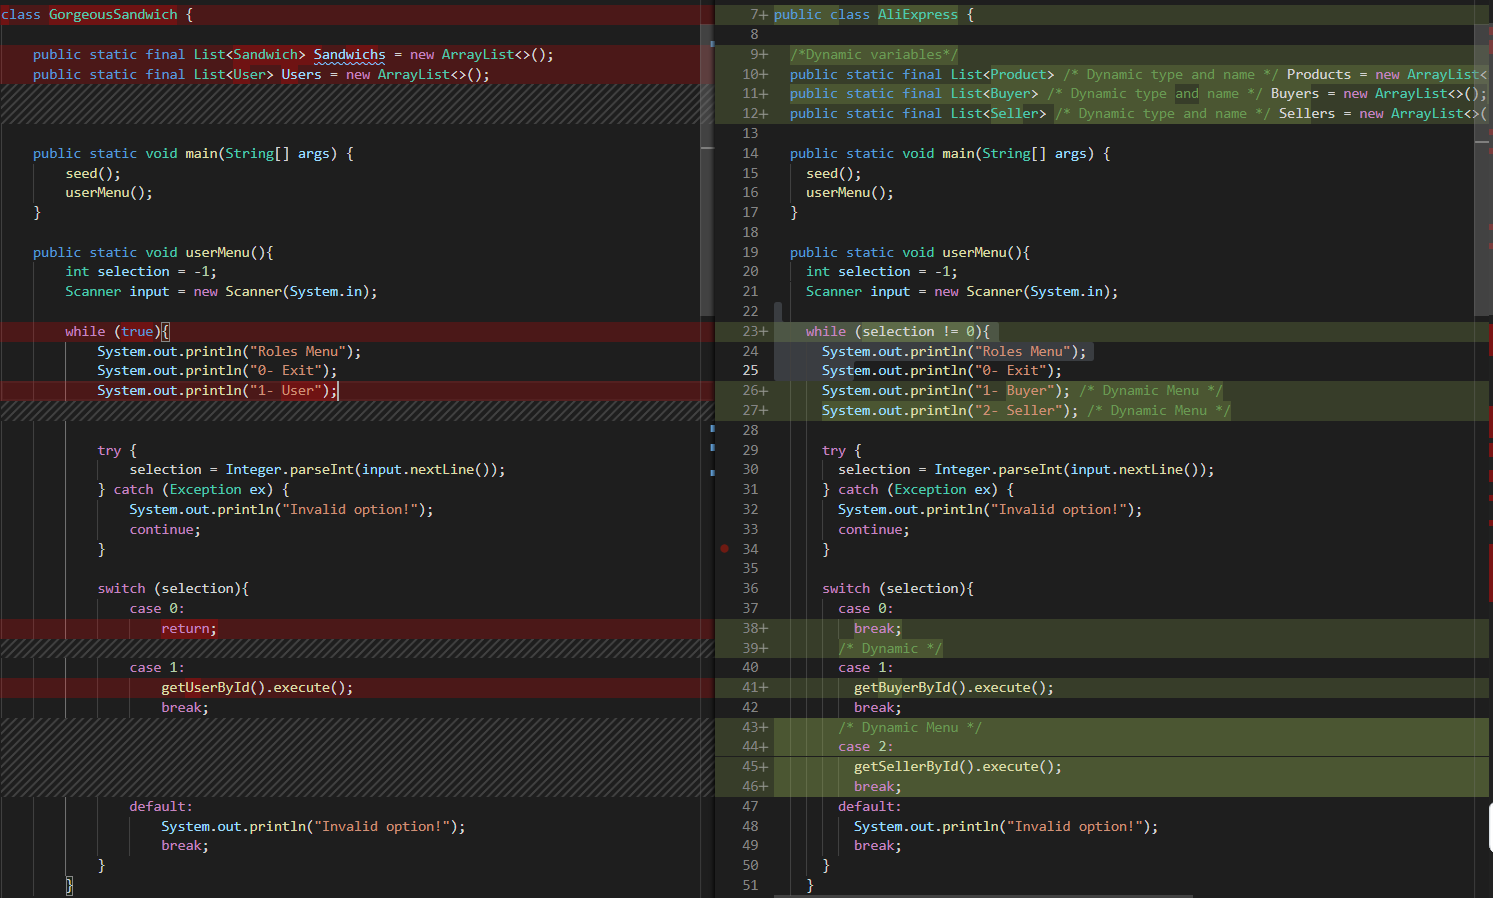 class GorgeousSandwich {
public static final List<Sandwich> Sandwichs = new ArrayList<>();
public static final List<User> Users = new ArrayList<>();
public static void main(String[] args) {
seed();
userMenu();
}
public static void userMenu(){
int selection = -1;
Scanner input = new Scanner(System.in);
while (true){
System.out.println("Roles Menu");
System.out.println("0- Exit");
System.out.println("1- User");
try {
selection = Integer.parseInt(input.nextLine());
} catch (Exception ex) {
System.out.println("Invalid option!");
continue;
}
switch (selection){
case 0:
return;
case 1:
getUserById().execute();
break;
default:
System.out.println("Invalid option!");
break;
}
}
7+ public class AliExpress {
8
9+ /*Dynamic variables*/
10+ public static final List<Product> /* Dynamic type and name */ Products = new ArrayList<
11+ public static final List<Buyer> /* Dynamic type and name */ Buyers = new ArrayList<>();
12+ public static final List<Seller> /* Dynamic type and name */ Sellers = new ArrayList<>(
13
14 public static void main(String[] args) {
15 seed();
16 userMenu();
17 }
18
19 public static void userMenu(){
20 int selection = -1;
21 Scanner input = new Scanner(System.in);
22
23+ while (selection != 0){
24 System.out.println("Roles Menu");
25 System.out.println("0- Exit");
26+ System.out.println("1- Buyer"); /* Dynamic Menu */
27+ System.out.println("2- Seller"); /* Dynamic Menu */
28
29 try {
30 selection = Integer.parseInt(input.nextLine());
31 } catch (Exception ex) {
32 System.out.println("Invalid option!");
33 continue;
34 }
35
36 switch (selection){
37 case 0:
38+ break;
39+ /* Dynamic */
40 case 1:
41+ getBuyerById().execute();
42 break;
43+ /* Dynamic Menu */
44+ case 2:
45+ getSellerById().execute();
46+ break;
47 default:
48 System.out.println("Invalid option!");
49 break;
50 }
51 }